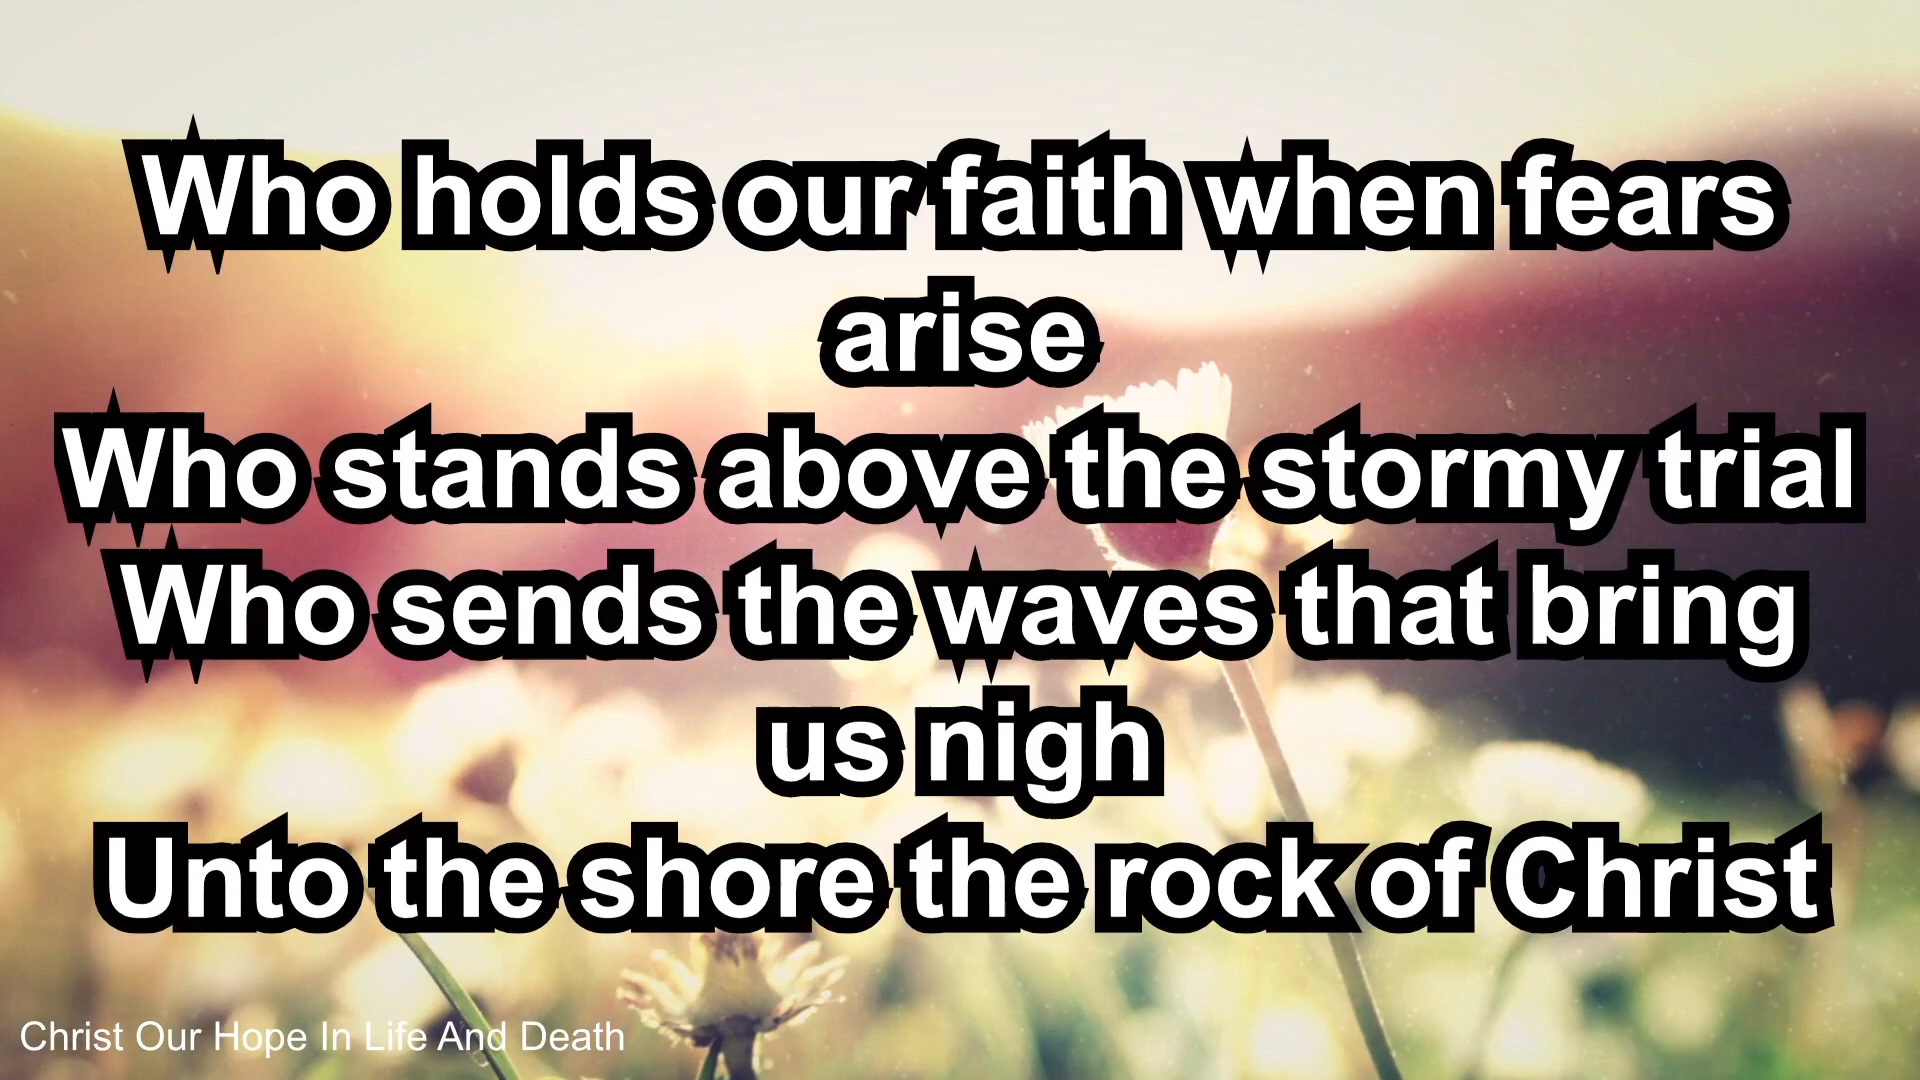 Who holds our faith when fears
arise
Who stands above the stormy trial
Who sends the waves that bring
us nigh
Unto the shore the rock of Christ
Christ Our Hope In Life And Death